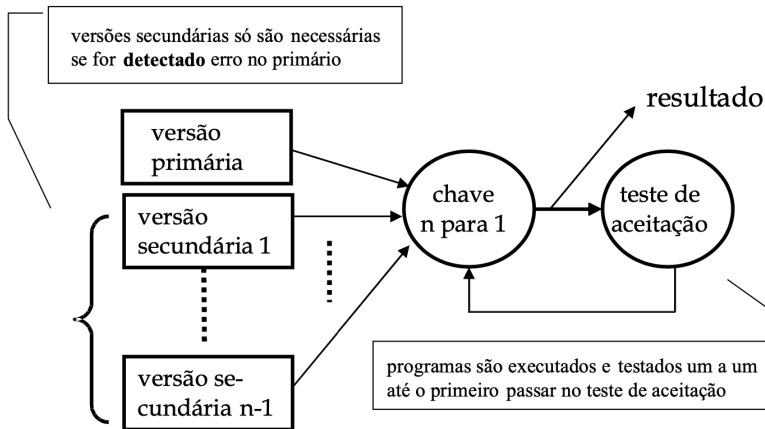 versões secundárias só são necessárias
se for detectado erro no primário
resultado
versão
primária
versão
secundária 1
versão se-
cundária n-1
chave
n para 1
teste de
aceitação
programas são executados e testados um a um
até o primeiro passar no teste de aceitação